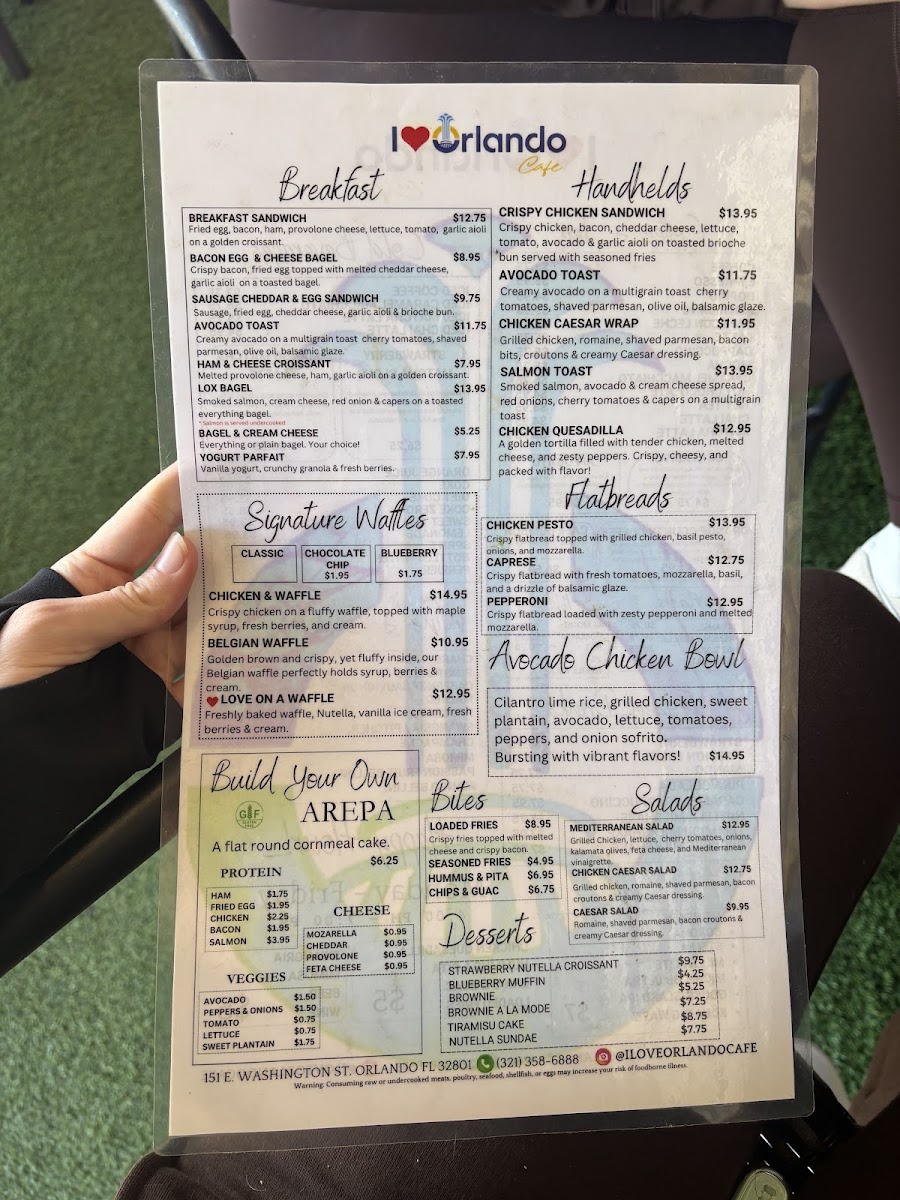 I ❤ Orlando
Cafe
Breakfast
BREAKFAST SANDWICH $12.75
Fried egg, bacon, ham, provolone cheese, lettuce, tomato, garlic aioli
on a golden croissant.
BACON EGG & CHEESE BAGEL $8.95
Crispy bacon, fried egg topped with melted cheddar cheese,
garlic aioli on a toasted bagel.
SAUSAGE CHEDDAR & EGG SANDWICH $9.75
Sausage, fried egg, cheddar cheese, garlic aioli & brioche bun.
AVOCADO TOAST $11.75
Creamy avocado on a multigrain toast cherry tomatoes, shaved
parmesan, olive oil, balsamic glaze.
HAM & CHEESE CROISSANT $7.95
Melted provolone cheese, ham, garlic aioli on a golden croissant.
LOX BAGEL $13.95
Smoked salmon, cream cheese, red onion & capers on a toasted
everything bagel.
* Salmon is served undercooked
BAGEL & CREAM CHEESE $5.25
Everything or plain bagel. Your choice!
YOGURT PARFAIT $7.95
Vanilla yogurt, crunchy granola & fresh berries.
Signature Waffles
CLASSIC
CHOCOLATE
CHIP
$1.95
BLUEBERRY
$1.75
CHICKEN & WAFFLE $14.95
Crispy chicken on a fluffy waffle, topped with maple
syrup, fresh berries, and cream.
BELGIAN WAFFLE $10.95
Golden brown and crispy, yet fluffy inside, our
Belgian waffle perfectly holds syrup, berries &
cream.
❤LOVE ON A WAFFLE $12.95
Freshly baked waffle, Nutella, vanilla ice cream, fresh
berries & cream.
Build Your Own
AREPA
GF
A flat round cornmeal cake.
$6.25
PROTEIN
HAM $1.75
FRIED EGG $1.95
CHICKEN $2.25
BACON $1.95
SALMON $3.95
CHEESE
MOZARELLA $0.95
CHEDDAR $0.95
PROVOLONE $0.95
FETA CHEESE $0.95
VEGGIES
AVOCADO $1.50
PEPPERS & ONIONS $1.50
TOMATO $0.75
LETTUCE $0.75
SWEET PLANTAIN $1.75
Handhelds
CRISPY CHICKEN SANDWICH $13.95
Crispy chicken, bacon, cheddar cheese, lettuce,
tomato, avocado & garlic aioli on toasted brioche
bun served with seasoned fries
AVOCADO TOAST $11.75
Creamy avocado on a multigrain toast cherry
tomatoes, shaved parmesan, olive oil, balsamic glaze.
CHICKEN CAESAR WRAP $11.95
Grilled chicken, romaine, shaved parmesan, bacon
bits, croutons & creamy Caesar dressing.
SALMON TOAST $13.95
Smoked salmon, avocado & cream cheese spread,
red onions, cherry tomatoes & capers on a multigrain
toast
CHICKEN QUESADILLA $12.95
A golden tortilla filled with tender chicken, melted
cheese, and zesty peppers. Crispy, cheesy, and
packed with flavor!
Flatbreads
CHICKEN PESTO $13.95
Crispy flatbread topped with grilled chicken, basil pesto,
onions, and mozzarella.
CAPRESE $12.75
Crispy flatbread with fresh tomatoes, mozzarella, basil,
and a drizzle of balsamic glaze.
PEPPERONI $12.95
Crispy flatbread loaded with zesty pepperoni and melted
mozzarella.
Avocado Chicken Bowl
Cilantro lime rice, grilled chicken, sweet
plantain, avocado, lettuce, tomatoes,
peppers, and onion sofrito.
Bursting with vibrant flavors! $14.95
Bites
LOADED FRIES $8.95
Crispy fries topped with melted
cheese and crispy bacon.
SEASONED FRIES $4.95
HUMMUS & PITA $6.95
CHIPS & GUAC $6.75
Salads
MEDITERRANEAN SALAD $12.95
Grilled Chicken, lettuce, cherry tomatoes, onions,
kalamata olives, feta cheese, and Mediterranean
vinaigrette.
CHICKEN CAESAR SALAD $12.75
Grilled chicken, romaine, shaved parmesan, bacon
croutons & creamy Caesar dressing.
CAESAR SALAD $9.95
Romaine, shaved parmesan, bacon croutons &
creamy Caesar dressing.
Desserts
STRAWBERRY NUTELLA CROISSANT $9.75
BLUEBERRY MUFFIN $4.25
BROWNIE $5.25
BROWNIE A LA MODE $7.25
TIRAMISU CAKE $8.75
NUTELLA SUNDAE $7.75
151 E. WASHINGTON ST. ORLANDO FL 32801 (321) 358-6888 @ILOVEORLANDOCAFE
Warning: Consuming raw or undercooked meats, poultry, seafood, shellfish, or eggs may increase your risk of foodborne illness.